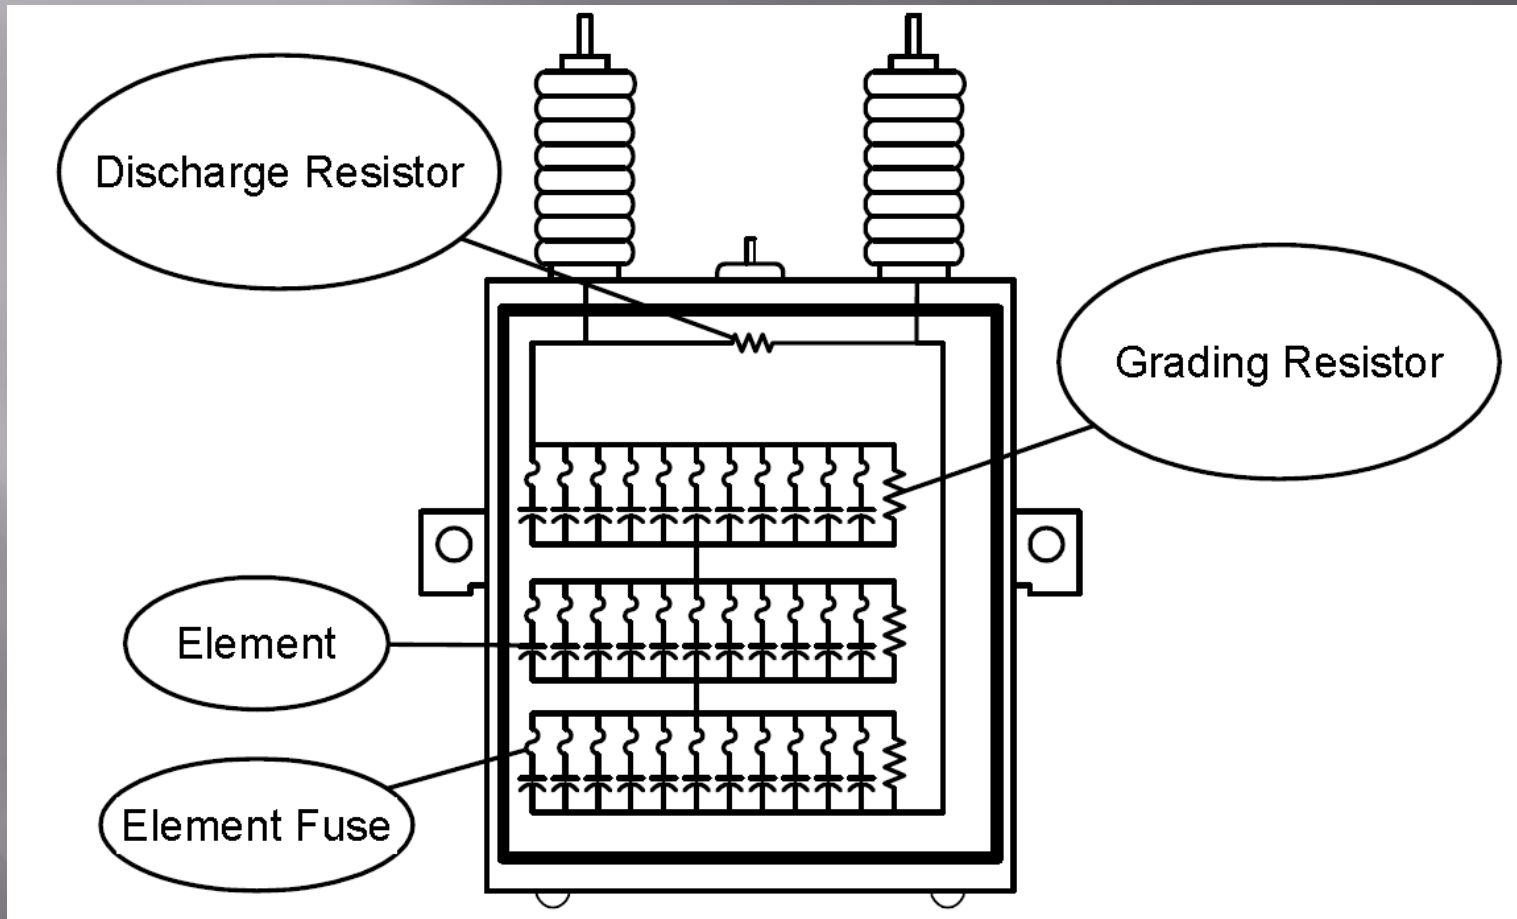 Discharge Resistor
Grading Resistor
Element
Element Fuse